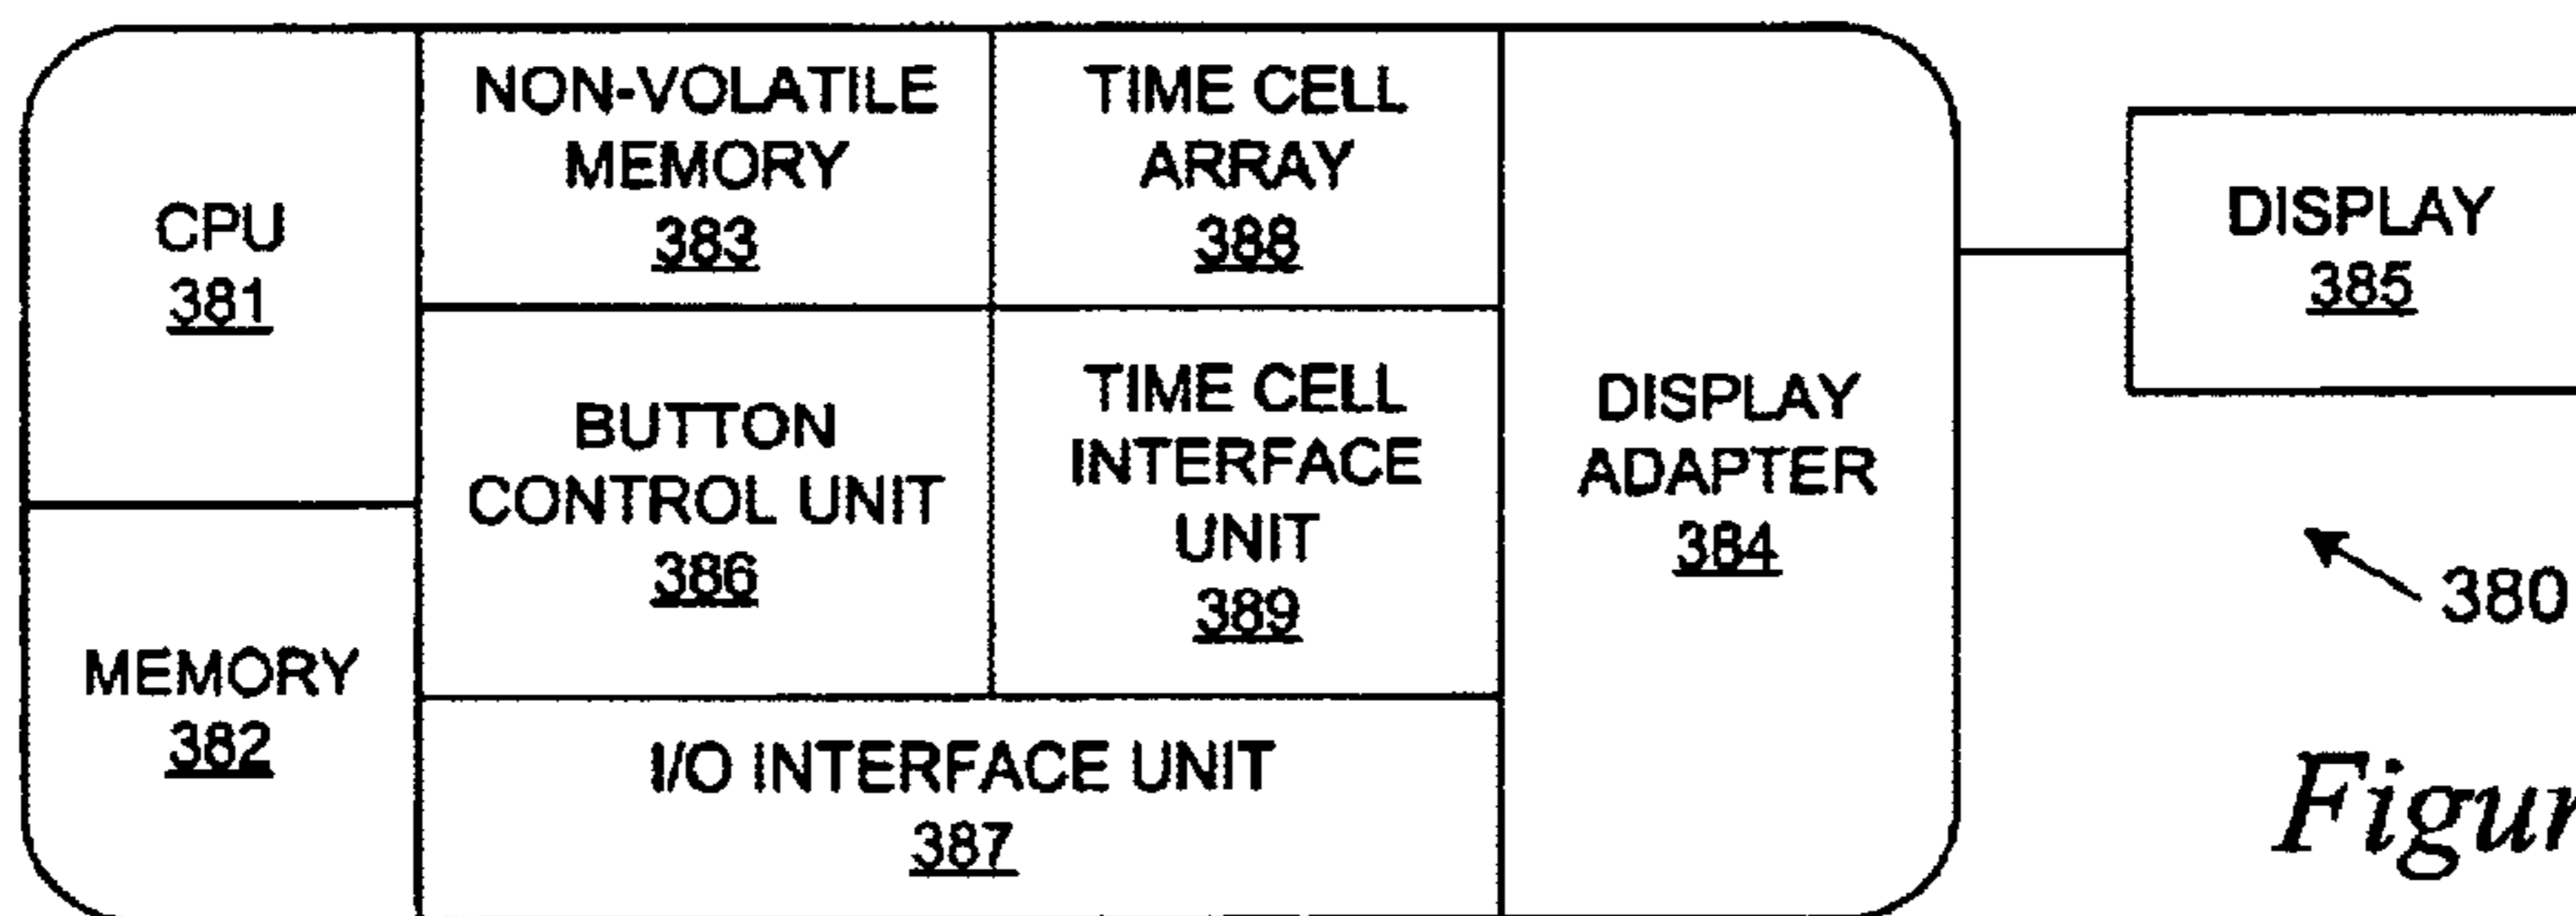 CPU
381
MEMORY
382
NON-VOLATILE
MEMORY
383
TIME CELL
ARRAY
388
BUTTON
CONTROL UNIT
386
TIME CELL
INTERFACE
UNIT
389
I/O INTERFACE UNIT
387
DISPLAY
ADAPTER
384
DISPLAY
385
380